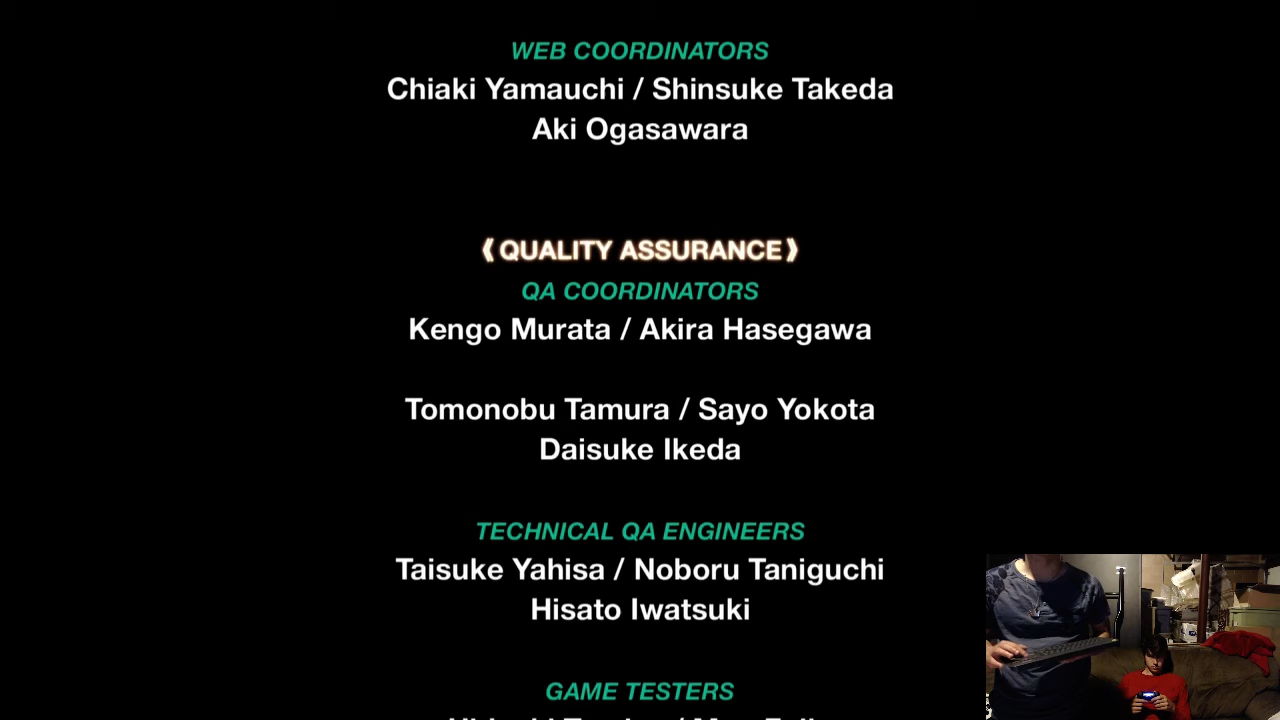 WEB COORDINATORS
Chiaki Yamauchi / Shinsuke Takeda
Aki Ogasawara
《QUALITY ASSURANCE》
QA COORDINATORS
Kengo Murata / Akira Hasegawa
Tomonobu Tamura / Sayo Yokota
Daisuke Ikeda
TECHNICAL QA ENGINEERS
Taisuke Yahisa / Noboru Taniguchi
Hisato Iwatsuki
GAME TESTERS